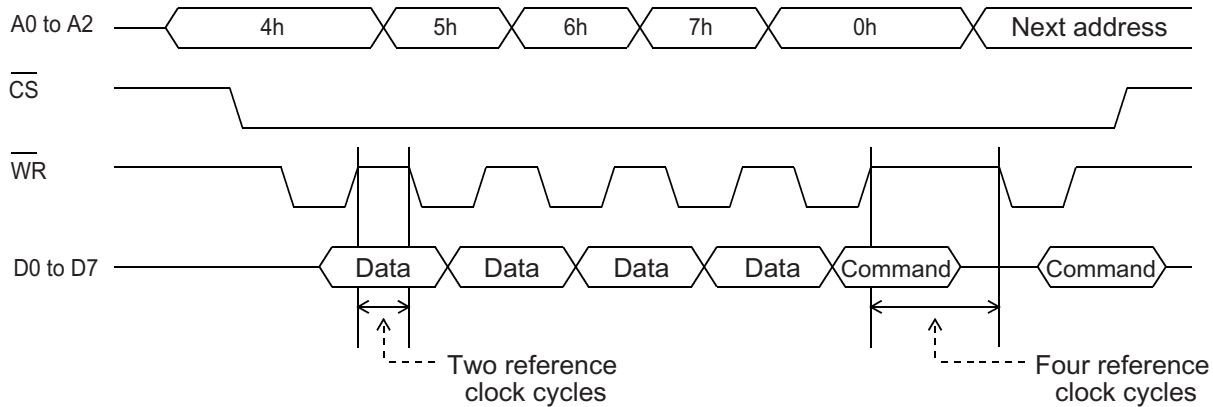 A0 to A2 4h 5h 6h 7h 0h Next address
CS
WR
D0 to D7 Data Data Data Data Command Command
Two reference
clock cycles
Four reference
clock cycles